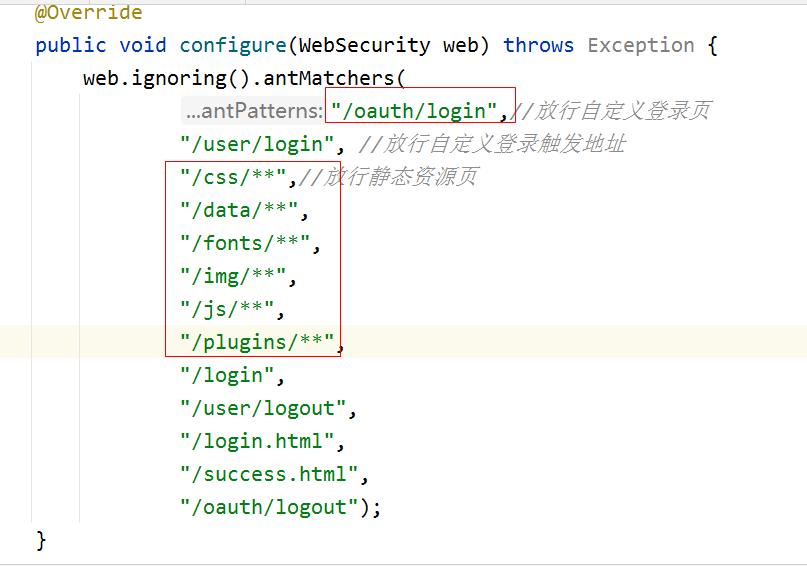 @Override
public void configure(WebSecurity web) throws Exception {
web.ignoring().antMatchers(
...antPatterns: "/oauth/login",//放行自定义登录页
"/user/login", //放行自定义登录触发地址
"/css/**",//放行静态资源页
"/data/**",
"/fonts/**",
"/img/**",
"/js/**",
"/plugins/**",
"/login",
"/user/logout",
"/login.html",
"/success.html",
"/oauth/logout");
}